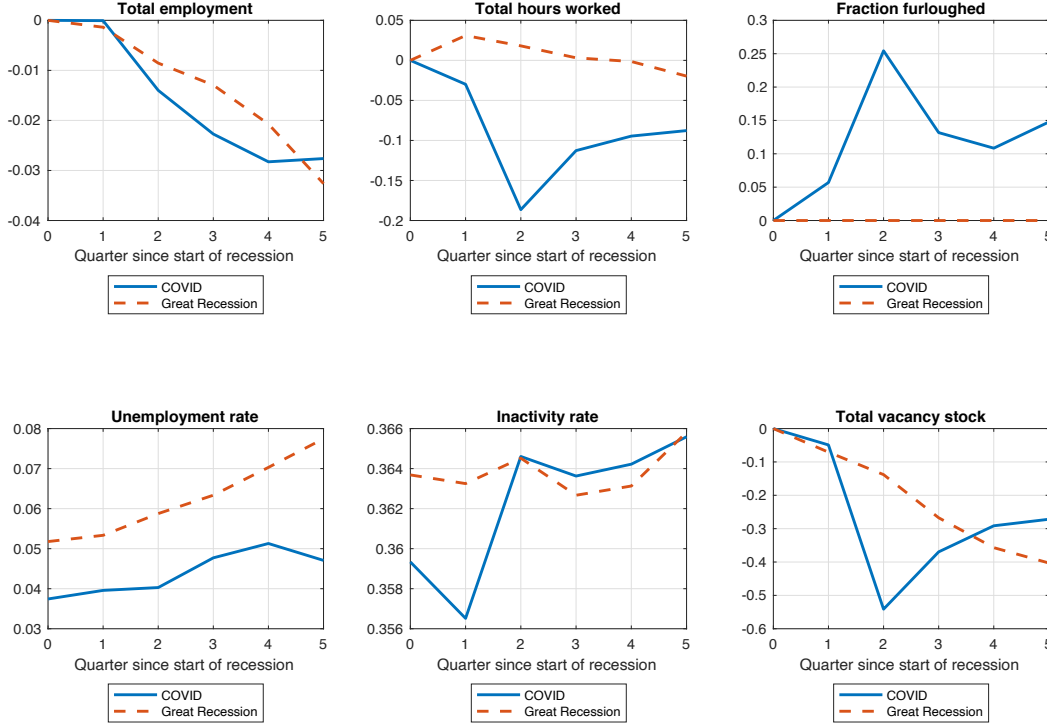 Total employment
0
-0.01
-0.02
-0.03
-0.04
0 1 2 3 4 5
Quarter since start of recession
COVID
Great Recession
Total hours worked
0.05
0
-0.05
-0.1
-0.15
-0.2
0 1 2 3 4 5
Quarter since start of recession
COVID
Great Recession
Fraction furloughed
0.3
0.25
0.2
0.15
0.1
0.05
0
0 1 2 3 4 5
Quarter since start of recession
COVID
Great Recession
Unemployment rate
0.08
0.07
0.06
0.05
0.04
0.03
0 1 2 3 4 5
Quarter since start of recession
COVID
Great Recession
Inactivity rate
0.366
0.364
0.362
0.36
0.358
0.356
0 1 2 3 4 5
Quarter since start of recession
COVID
Great Recession
Total vacancy stock
0
-0.1
-0.2
-0.3
-0.4
-0.5
-0.6
0 1 2 3 4 5
Quarter since start of recession
COVID
Great Recession